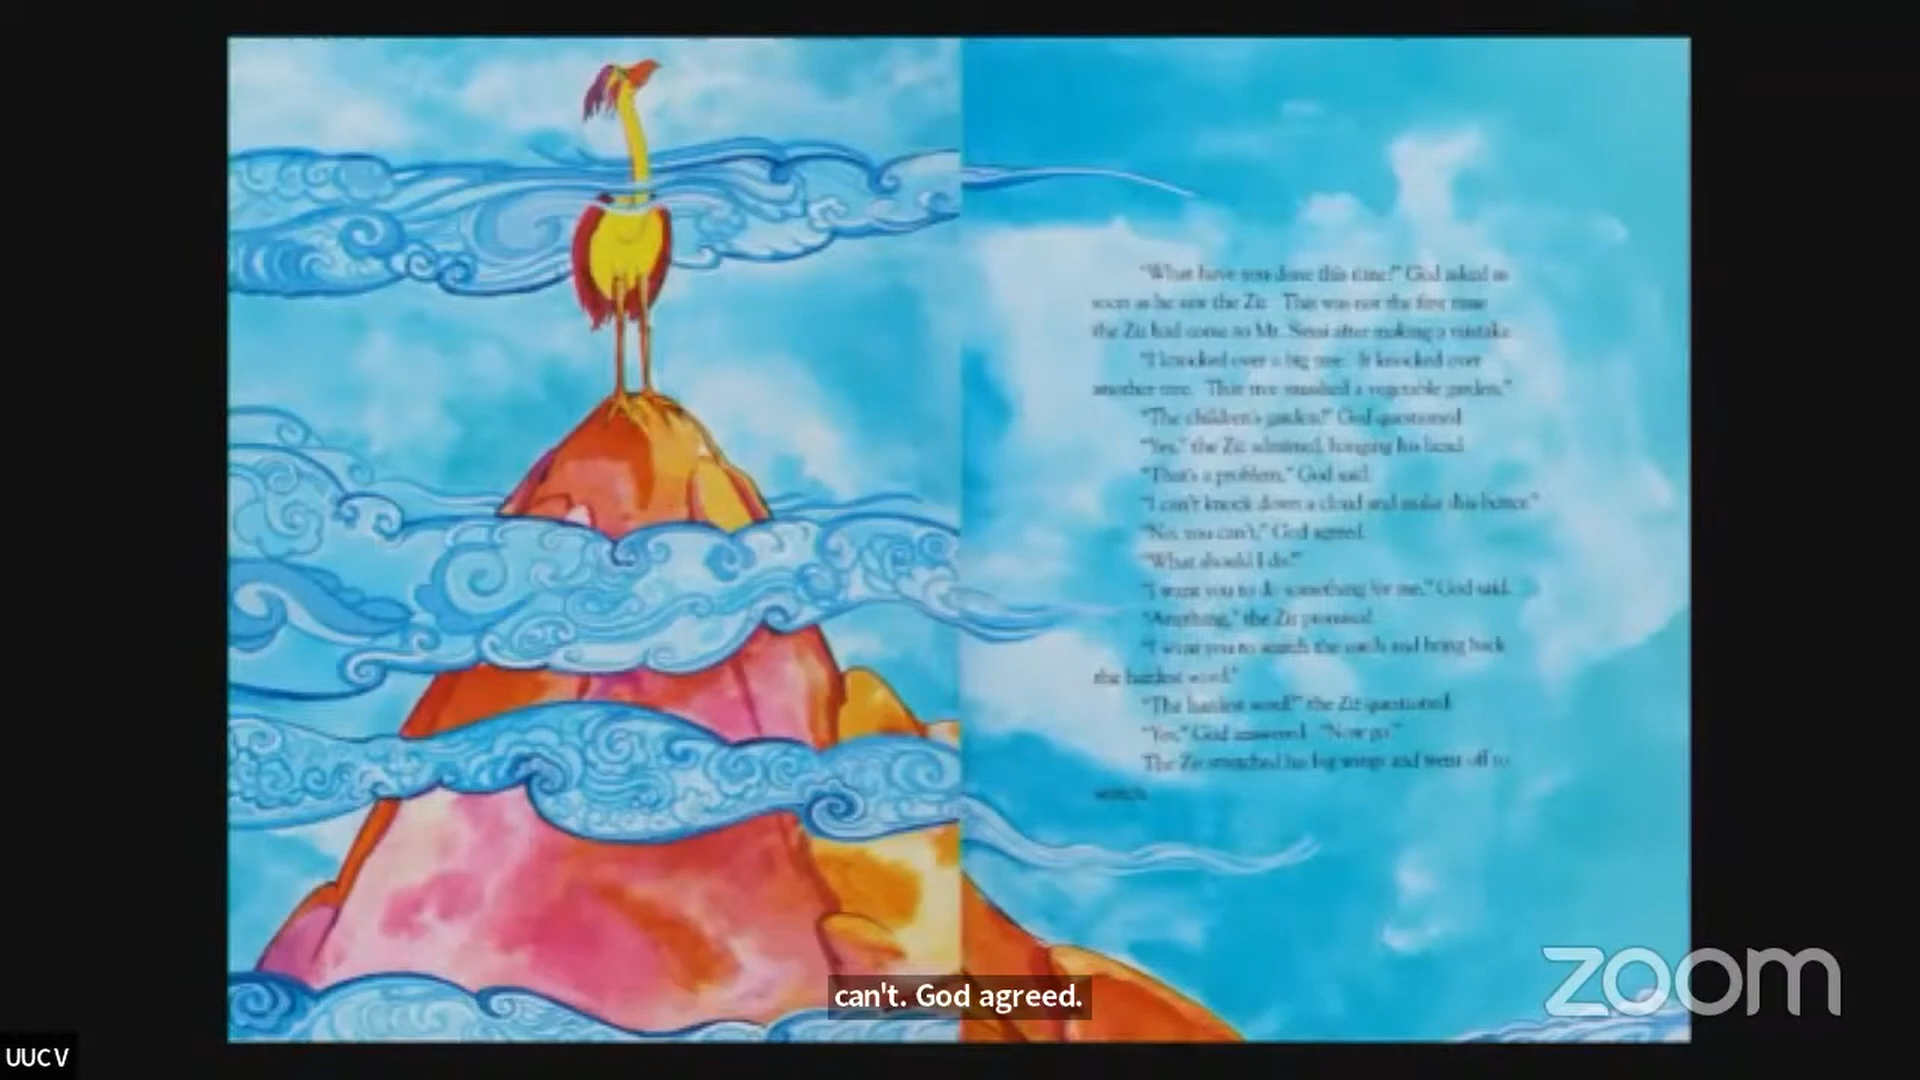 "What have you done this time?" God asked as
soon as he saw the Ziz. This was not the first time
the Ziz had come to Mt. Sinai after making a mistake.
"I knocked over a big tree. It knocked over
another tree. That tree smashed a vegetable garden."
"The children's garden?" God questioned.
"Yes," the Ziz admitted, hanging his head.
"That's a problem," God said.
"I can't knock down a cloud and make this better."
"No, you can't," God agreed.
"What should I do?"
"I want you to do something for me," God said.
"Anything," the Ziz promised.
"I want you to search the earth and bring back
the hardest word."
"The hardest word?" the Ziz questioned.
"Yes," God answered. "Now go."
The Ziz stretched his big wings and went off to
search.
can't. God agreed.
zoom
UUCV